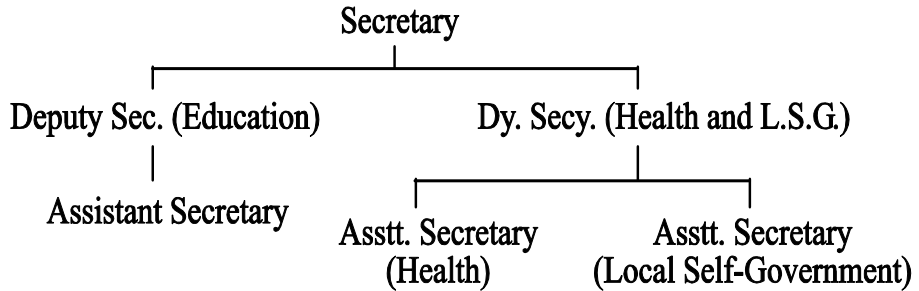 Secretary
Deputy Sec. (Education)
Dy. Secy. (Health and L.S.G.)
Assistant Secretary
Asstt. Secretary
(Health)
Asstt. Secretary
(Local Self-Government)